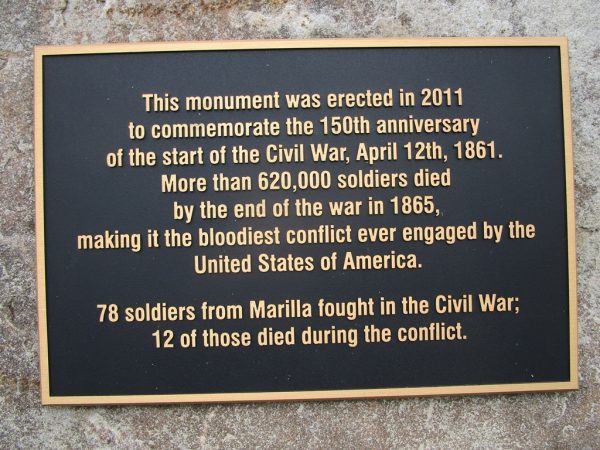 This monument was erected in 2011
to commemorate the 150th anniversary
of the start of the Civil War, April 12th, 1861.
More than 620,000 soldiers died
by the end of the war in 1865,
making it the bloodiest conflict ever engaged by the
United States of America.
78 soldiers from Marilla fought in the Civil War;
12 of those died during the conflict.